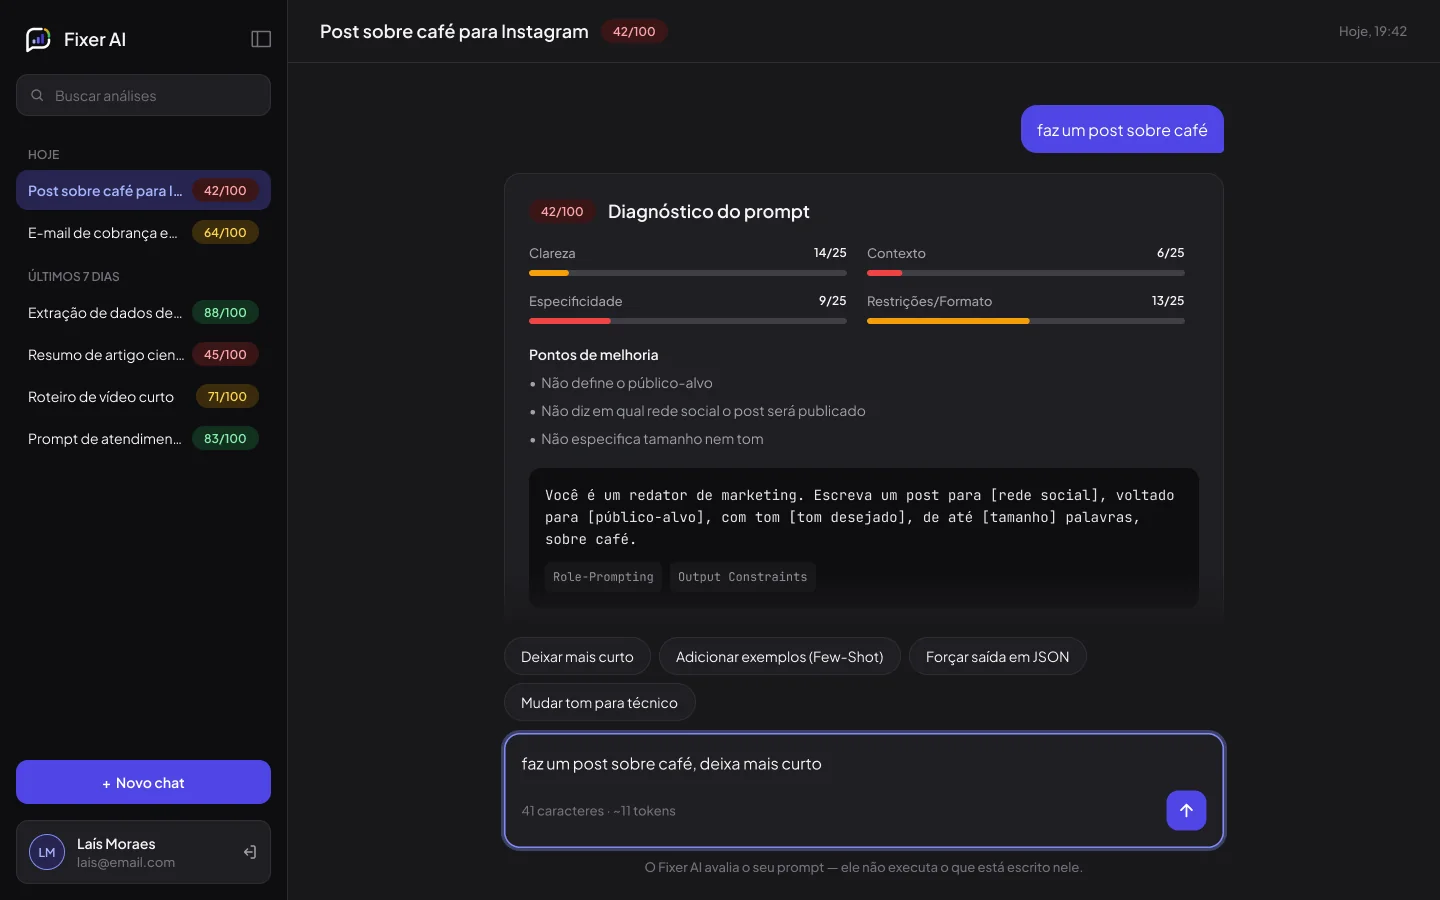 Fixer AI
Buscar análises
HOJE
Post sobre café para I... 42/100
E-mail de cobrança e... 64/100
ÚLTIMOS 7 DIAS
Extração de dados de... 88/100
Resumo de artigo cien... 45/100
Roteiro de vídeo curto 71/100
Prompt de atendimen... 83/100
+ Novo chat
LM
Laís Moraes
lais@email.com
Post sobre café para Instagram 42/100
Hoje, 19:42
faz um post sobre café
42/100 Diagnóstico do prompt
Clareza 14/25
Contexto 6/25
Especificidade 9/25
Restrições/Formato 13/25
Pontos de melhoria
• Não define o público-alvo
• Não diz em qual rede social o post será publicado
• Não especifica tamanho nem tom
Você é um redator de marketing. Escreva um post para [rede social], voltado
para [público-alvo], com tom [tom desejado], de até [tamanho] palavras,
sobre café.
Role-Prompting Output Constraints
Deixar mais curto Adicionar exemplos (Few-Shot) Forçar saída em JSON
Mudar tom para técnico
faz um post sobre café, deixa mais curto
41 caracteres · ~11 tokens
O Fixer AI avalia o seu prompt — ele não executa o que está escrito nele.